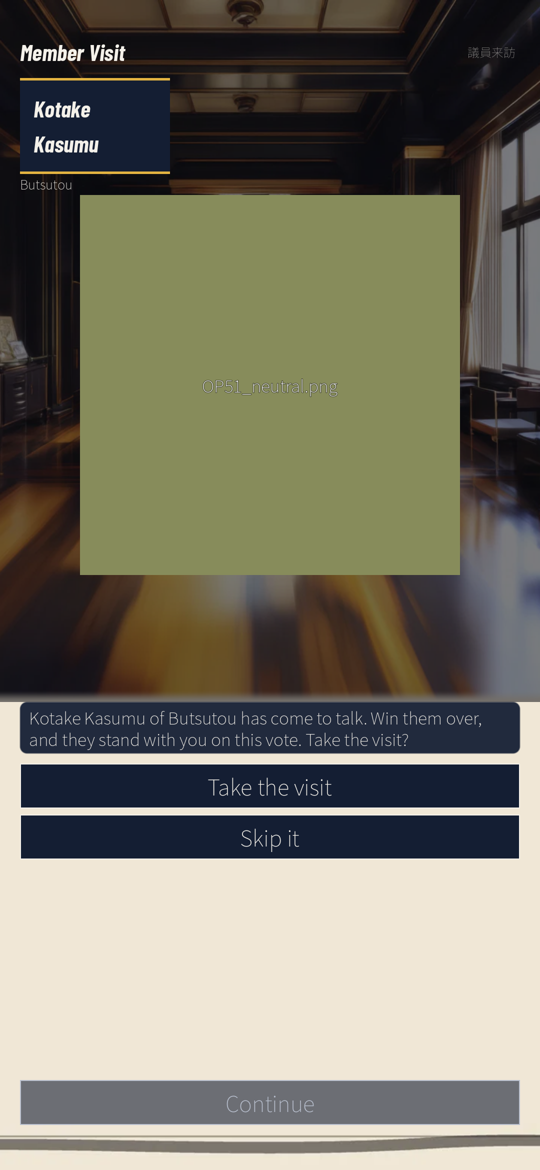 Member Visit
議員来訪
Kotake
Kasumu
Butsutou
OP51_neutral.png
Kotake Kasumu of Butsutou has come to talk. Win them over,
and they stand with you on this vote. Take the visit?
Take the visit
Skip it
Continue